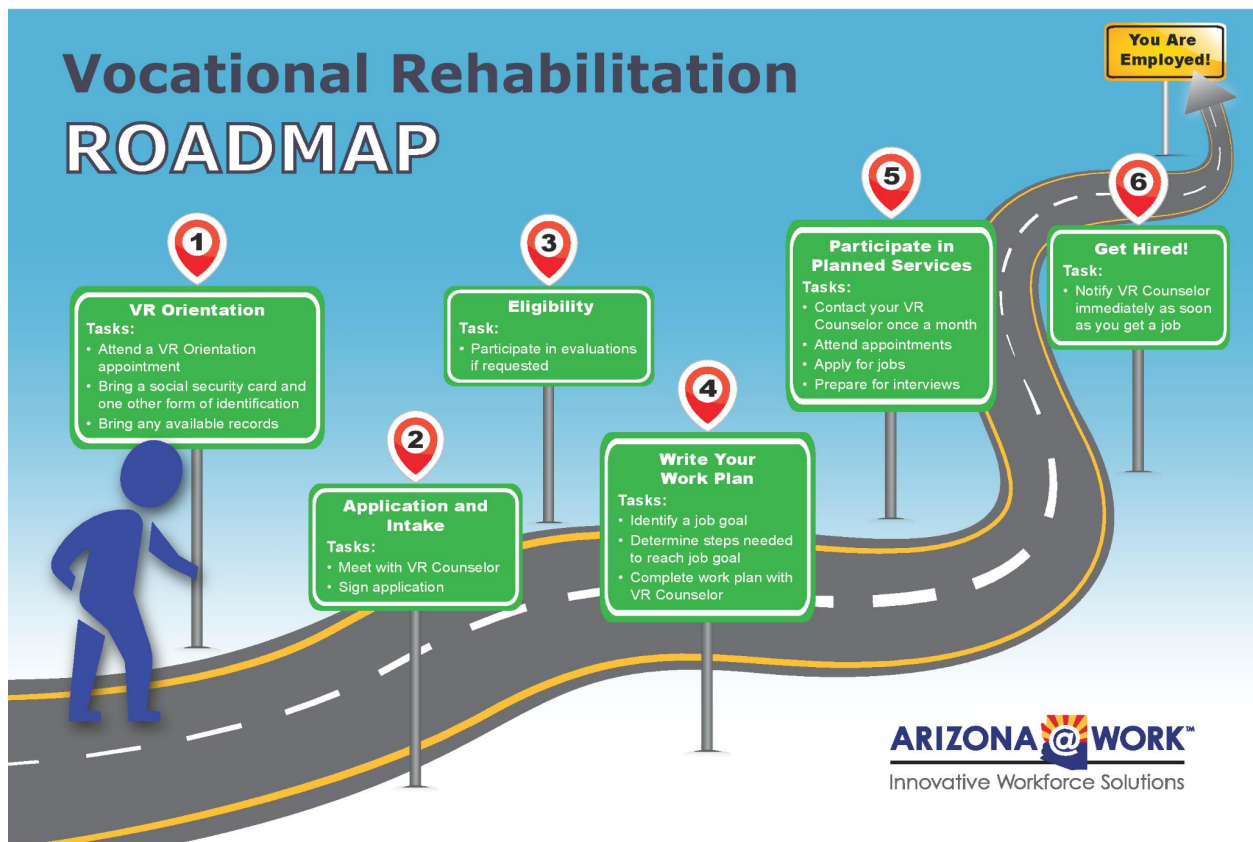 Vocational Rehabilitation
ROADMAP
You Are
Employed!
1
VR Orientation
Tasks:
• Attend a VR Orientation
appointment
• Bring a social security card and
one other form of identification
• Bring any available records
2
Application and
Intake
Tasks:
• Meet with VR Counselor
• Sign application
3
Eligibility
Task:
• Participate in evaluations
if requested
4
Write Your
Work Plan
Tasks:
• Identify a job goal
• Determine steps needed
to reach job goal
• Complete work plan with
VR Counselor
5
Participate in
Planned Services
Tasks:
• Contact your VR
Counselor once a month
• Attend appointments
• Apply for jobs
• Prepare for interviews
6
Get Hired!
Task:
• Notify VR Counselor
immediately as soon
as you get a job
ARIZONA @ WORK™
Innovative Workforce Solutions